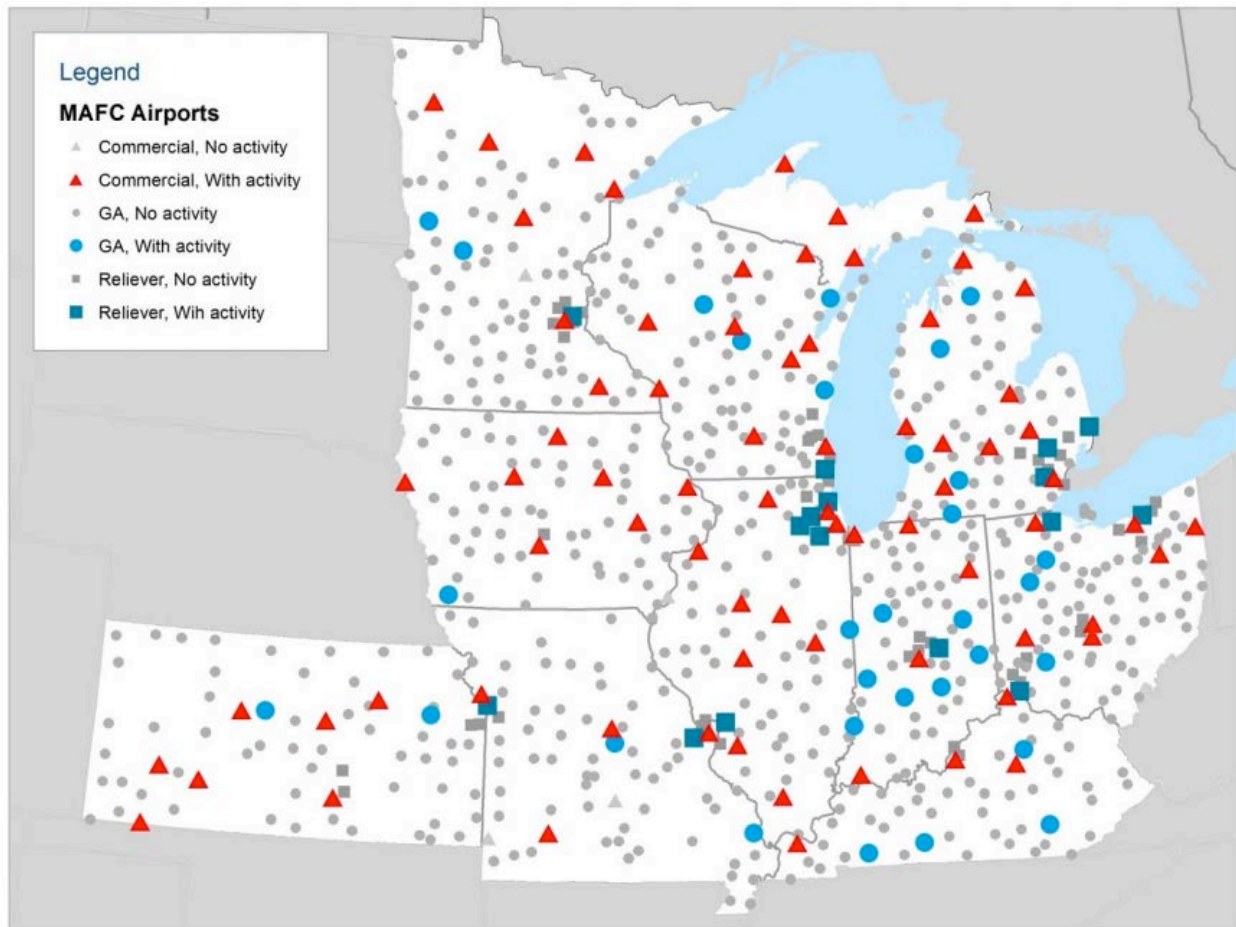 Legend
MAFC Airports
Commercial, No activity
Commercial, With activity
GA, No activity
GA, With activity
Reliever, No activity
Reliever, Wih activity